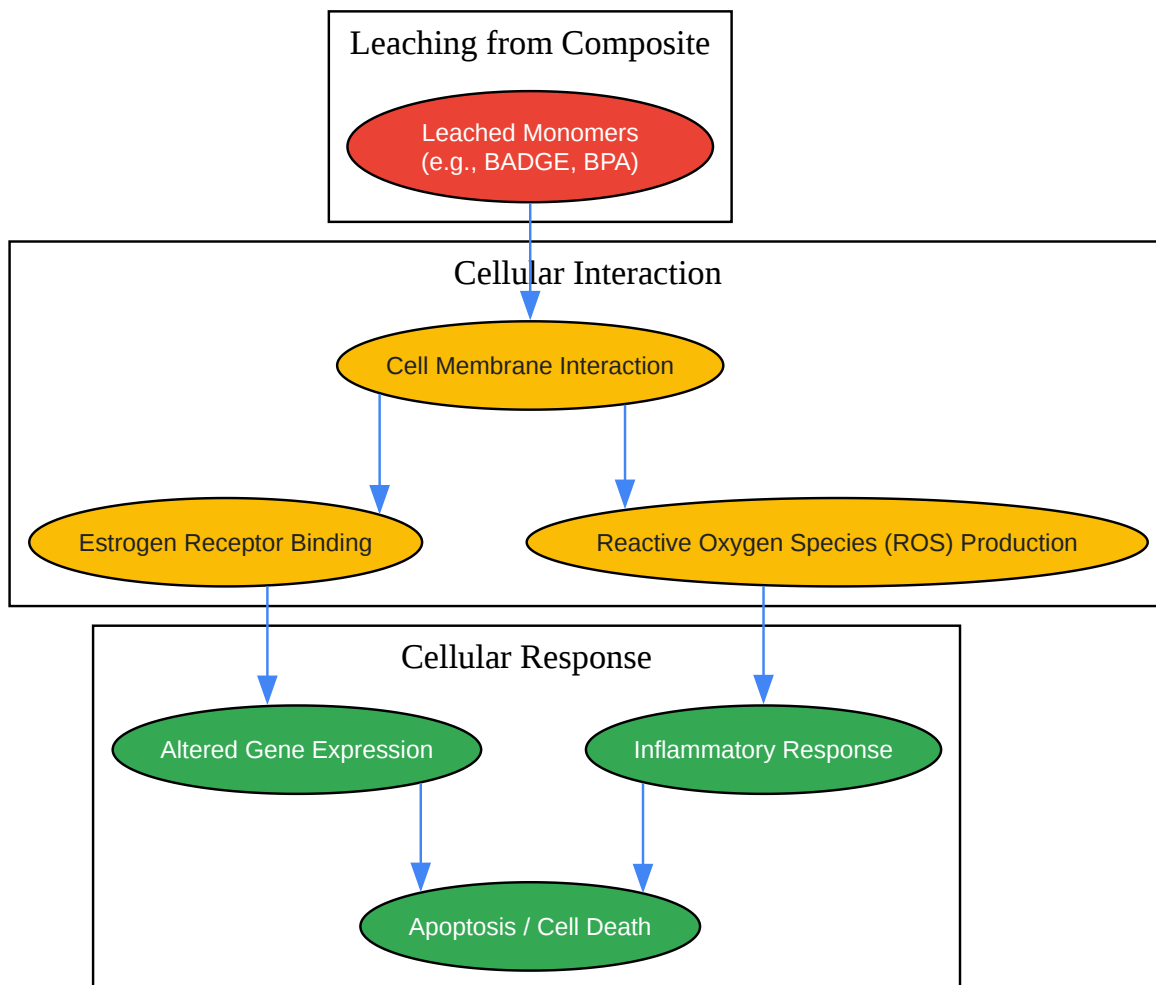 Leaching from Composite
Leached Monomers
(e.g., BADGE, BPA)
Cellular Interaction
Cell Membrane Interaction
Estrogen Receptor Binding
Reactive Oxygen Species (ROS) Production
Cellular Response
Altered Gene Expression
Inflammatory Response
Apoptosis / Cell Death